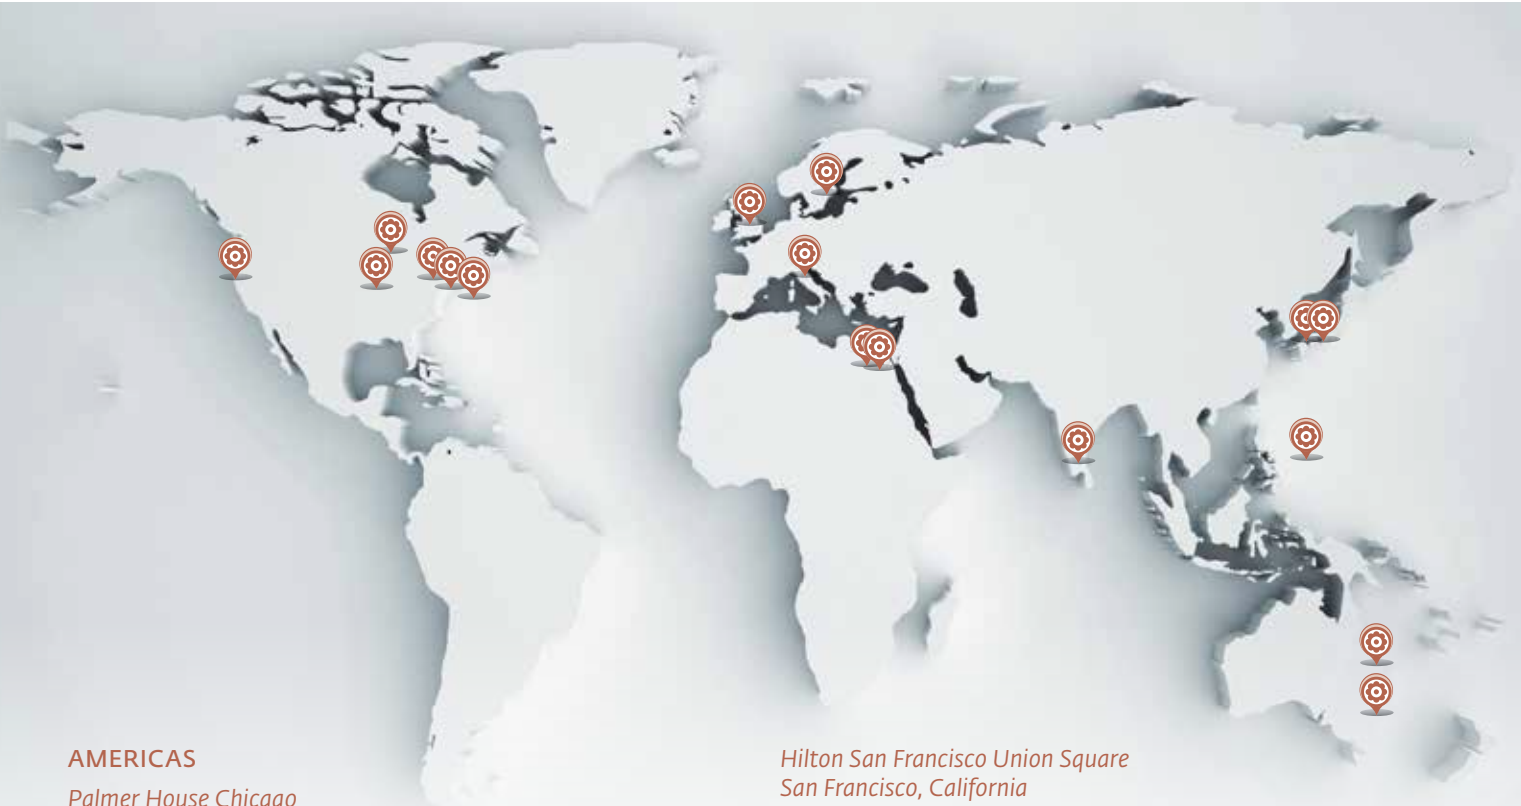 AMERICAS
Palmer House Chicago
Hilton San Francisco Union Square
San Francisco, California